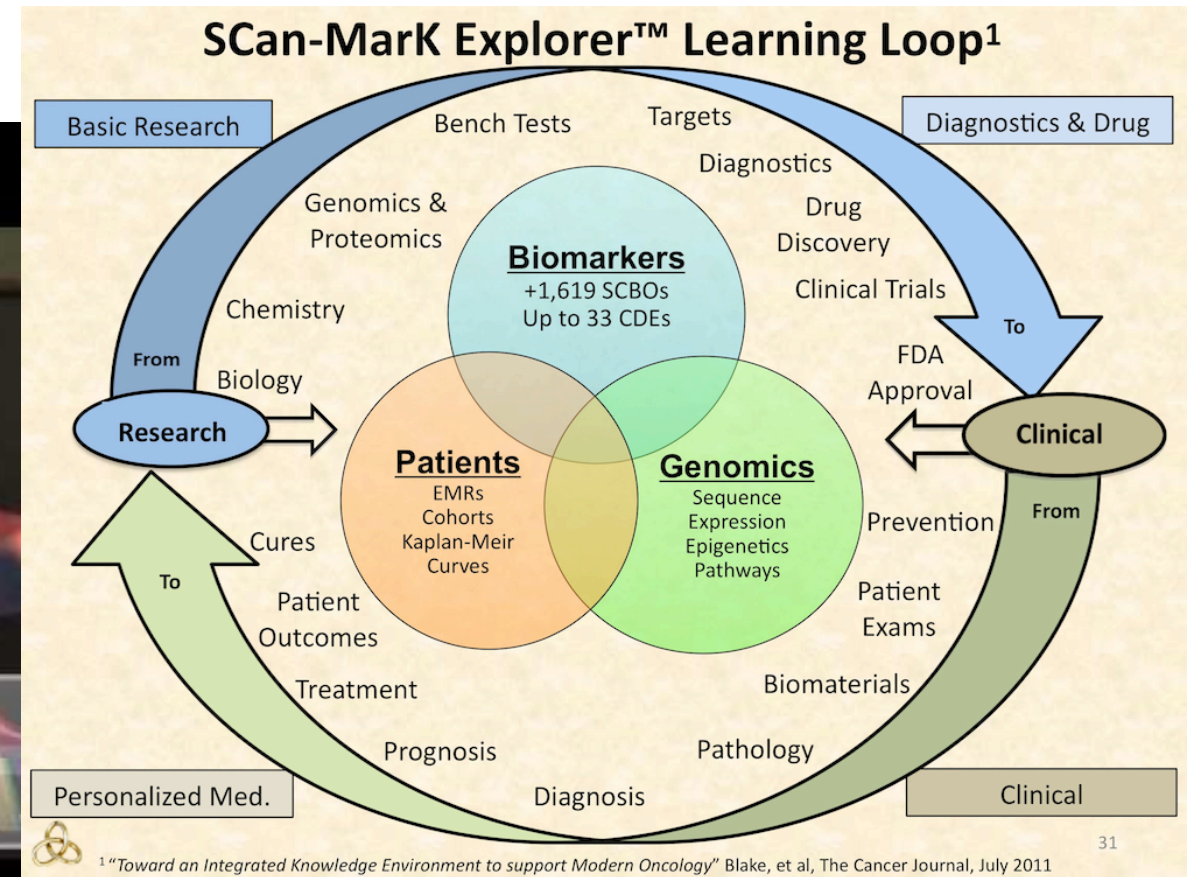 SCan-MarK Explorer™ Learning Loop¹
Basic Research
Bench Tests
Targets
Diagnostics & Drug
Diagnostics
Genomics &
Proteomics
Drug
Discovery
Biomarkers
+1,619 SCBOs
Up to 33 CDEs
Clinical Trials
Chemistry
To
From
FDA
Approval
Biology
Research
Clinical
Patients
EMRs
Cohorts
Kaplan-Meir
Curves
Genomics
Sequence
Expression
Epigenetics
Pathways
From
Prevention
Cures
To
Patient
Outcomes
Patient
Exams
Treatment
Biomaterials
Prognosis
Pathology
Personalized Med.
Diagnosis
Clinical
31
¹ “Toward an Integrated Knowledge Environment to support Modern Oncology” Blake, et al, The Cancer Journal, July 2011